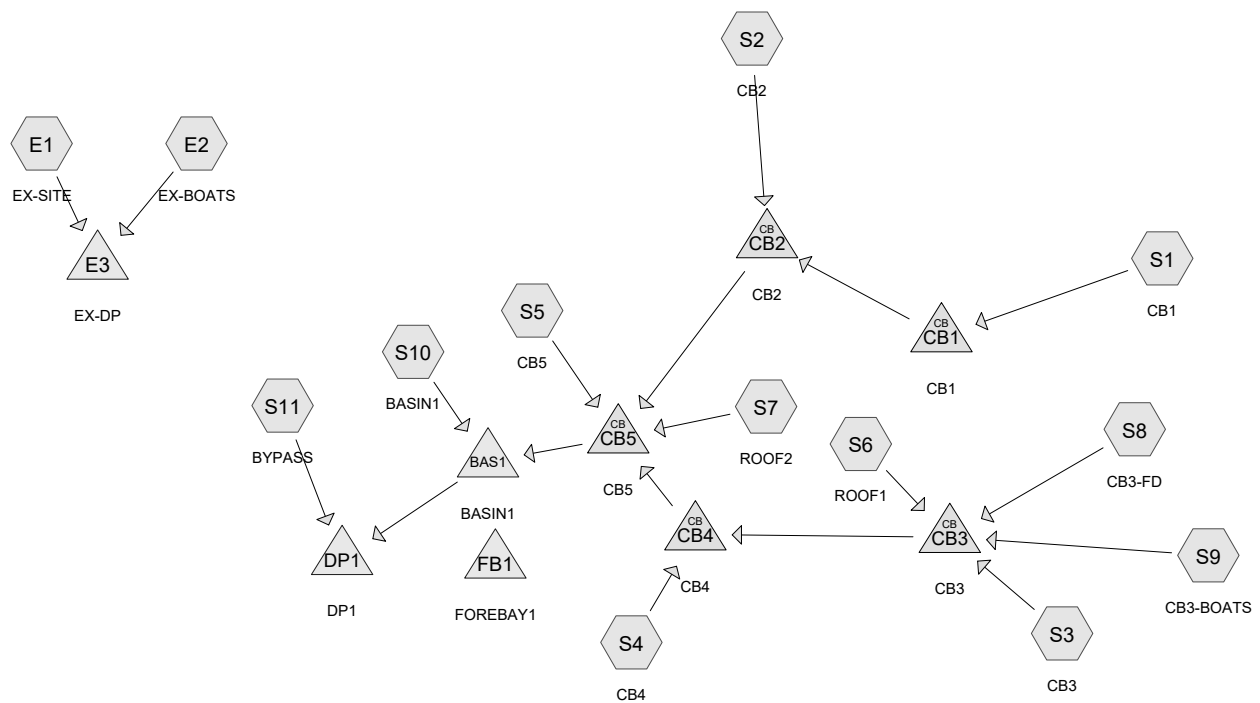 S2
CB2
E1
E2
EX-SITE
EX-BOATS
CB
CB2
CB2
E3
EX-DP
S1
CB1
S5
CB5
CB
CB1
CB1
S10
BASIN1
S11
BYPASS
S7
ROOF2
CB
CB5
CB5
S6
ROOF1
S8
CB3-FD
BAS1
BASIN1
CB
CB4
CB4
CB
CB3
CB3
S9
CB3-BOATS
DP1
DP1
FB1
FOREBAY1
S4
CB4
S3
CB3